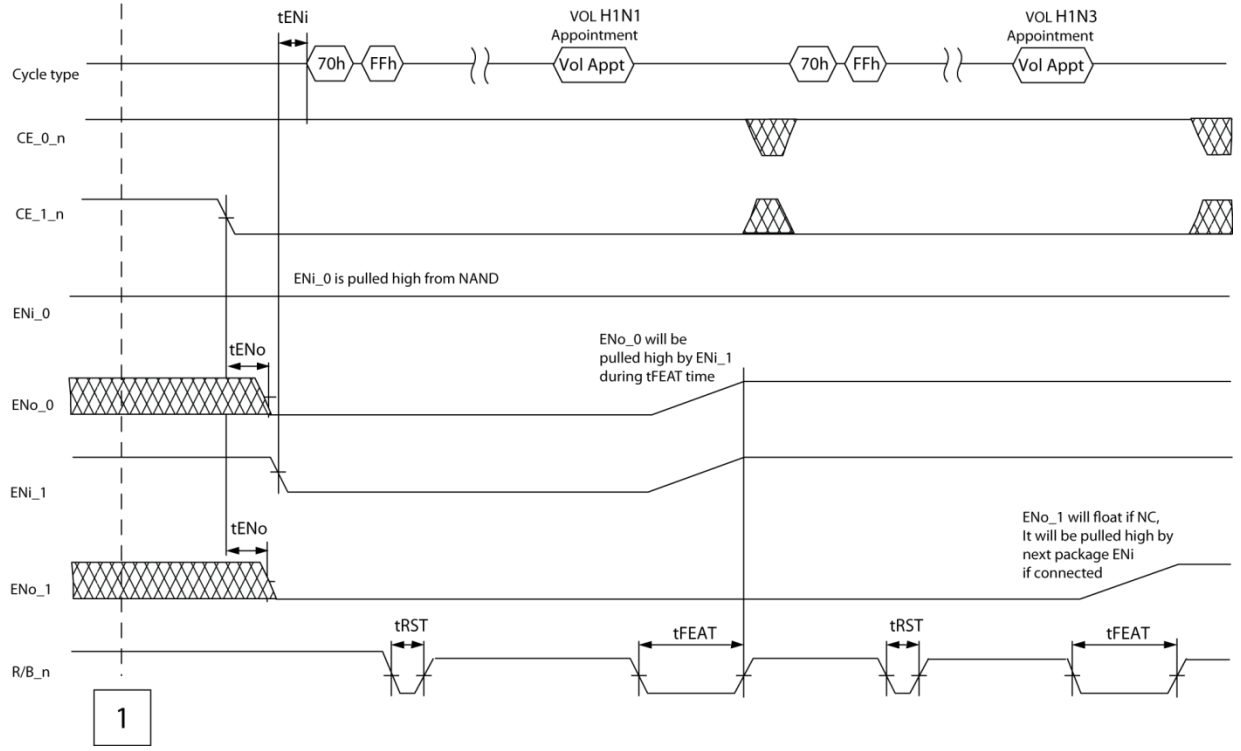 tENi
VOL H1N1
Appointment
VOL H1N3
Appointment
Cycle type
70h
FFh
Vol Appt
70h
FFh
Vol Appt
CE_0_n
CE_1_n
ENi_0 is pulled high from NAND
ENi_0
tENo
ENo_0 will be
pulled high by ENi_1
during tFEAT time
ENo_0
ENi_1
tENo
ENo_1 will float if NC,
It will be pulled high by
next package ENi
if connected
ENo_1
tRST
tFEAT
tRST
tFEAT
R/B_n
1